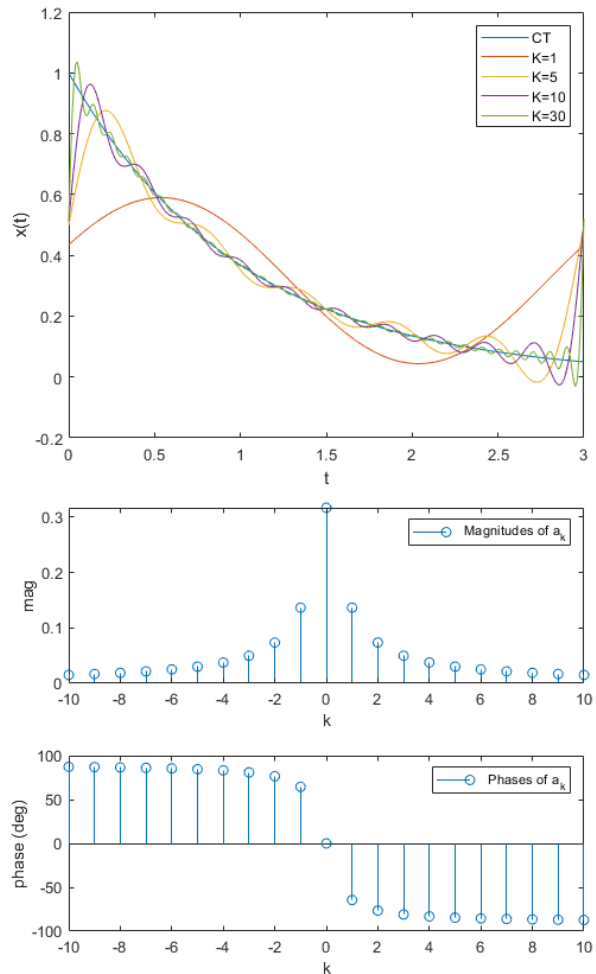 1.2
1
0.8
0.6
0.4
0.2
0
-0.2
x(t)
CT
K=1
K=5
K=10
K=30
0 0.5 1 1.5 2 2.5 3
t
0.3
0.2
0.1
0
mag
Magnitudes of a_k
-10 -8 -6 -4 -2 0 2 4 6 8 10
k
100
50
0
-50
-100
phase (deg)
Phases of a_k
-10 -8 -6 -4 -2 0 2 4 6 8 10
k